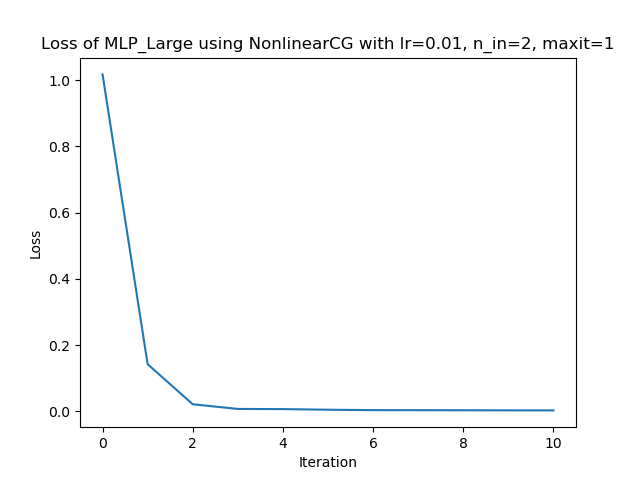 Loss of MLP_Large using NonlinearCG with lr=0.01, n_in=2, maxit=1
1.0
0.8
0.6
0.4
0.2
0.0
Loss
0 2 4 6 8 10
Iteration